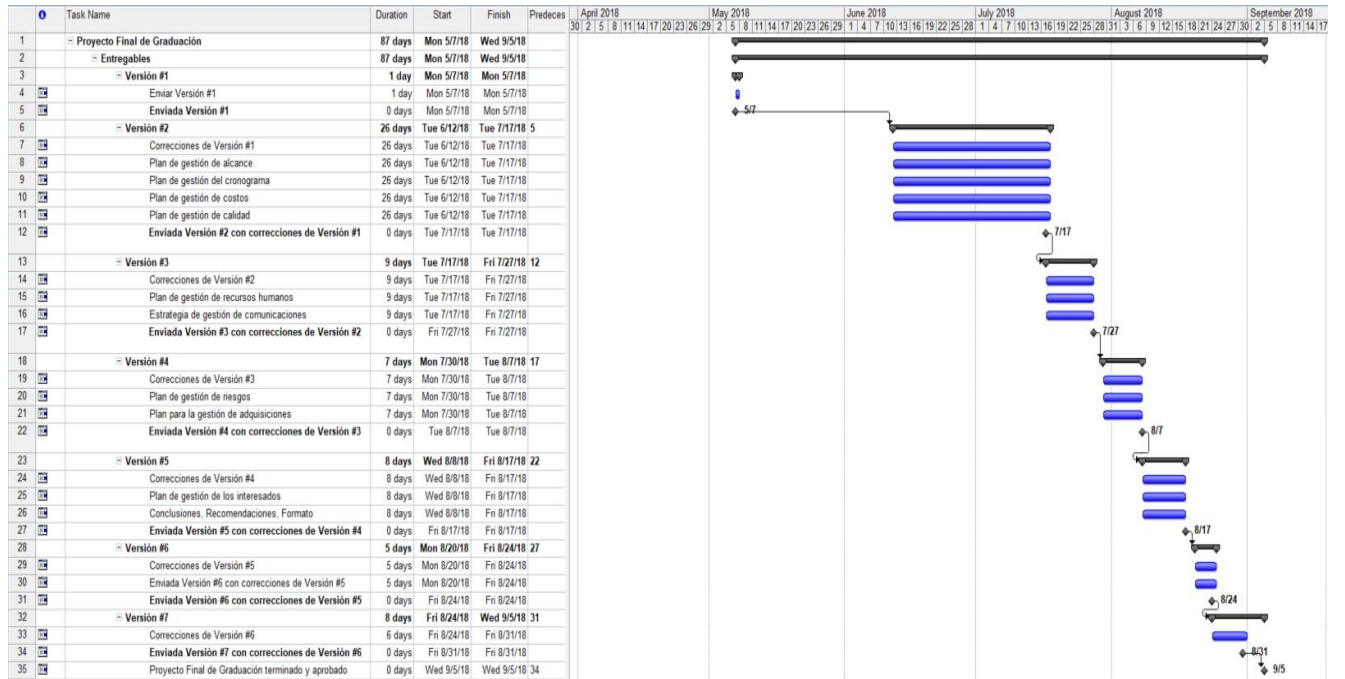 Task Name Duration Start Finish Predeces
April 2018 May 2018 June 2018 July 2018 August 2018 September 2018
30 2 5 8 11 14 17 20 23 26 29 2 5 8 11 14 17 20 23 26 29 1 4 7 10 13 16 19 22 25 28 1 4 7 10 13 16 19 22 25 28 31 3 6 9 12 15 18 21 24 27 30 2 5 8 11 14 17
1 Proyecto Final de Graduación 87 days Mon 5/7/18 Wed 9/5/18
2 Entregables 87 days Mon 5/7/18 Wed 9/5/18
3 Versión #1 1 day Mon 5/7/18 Mon 5/7/18
4 Enviar Versión #1 1 day Mon 5/7/18 Mon 5/7/18
5 Enviada Versión #1 0 days Mon 5/7/18 Mon 5/7/18 5/7
6 Versión #2 26 days Tue 6/12/18 Tue 7/17/18 5
7 Correcciones de Versión #1 26 days Tue 6/12/18 Tue 7/17/18
8 Plan de gestión de alcance 26 days Tue 6/12/18 Tue 7/17/18
9 Plan de gestión del cronograma 26 days Tue 6/12/18 Tue 7/17/18
10 Plan de gestión de costos 26 days Tue 6/12/18 Tue 7/17/18
11 Plan de gestión de calidad 26 days Tue 6/12/18 Tue 7/17/18
12 Enviada Versión #2 con correcciones de Versión #1 0 days Tue 7/17/18 Tue 7/17/18 7/17
13 Versión #3 9 days Tue 7/17/18 Fri 7/27/18 12
14 Correcciones de Versión #2 9 days Tue 7/17/18 Fri 7/27/18
15 Plan de gestión de recursos humanos 9 days Tue 7/17/18 Fri 7/27/18
16 Estrategia de gestión de comunicaciones 9 days Tue 7/17/18 Fri 7/27/18
17 Enviada Versión #3 con correcciones de Versión #2 0 days Fri 7/27/18 Fri 7/27/18 7/27
18 Versión #4 7 days Mon 7/30/18 Tue 8/7/18 17
19 Correcciones de Versión #3 7 days Mon 7/30/18 Tue 8/7/18
20 Plan de gestión de riesgos 7 days Mon 7/30/18 Tue 8/7/18
21 Plan para la gestión de adquisiciones 7 days Mon 7/30/18 Tue 8/7/18
22 Enviada Versión #4 con correcciones de Versión #3 0 days Tue 8/7/18 Tue 8/7/18 8/7
23 Versión #5 8 days Wed 8/8/18 Fri 8/17/18 22
24 Correcciones de Versión #4 8 days Wed 8/8/18 Fri 8/17/18
25 Plan de gestión de los interesados 8 days Wed 8/8/18 Fri 8/17/18
26 Conclusiones, Recomendaciones, Formato 8 days Wed 8/8/18 Fri 8/17/18
27 Enviada Versión #5 con correcciones de Versión #4 0 days Fri 8/17/18 Fri 8/17/18 8/17
28 Versión #6 5 days Mon 8/20/18 Fri 8/24/18 27
29 Correcciones de Versión #5 5 days Mon 8/20/18 Fri 8/24/18
30 Enviada Versión #6 con correcciones de Versión #5 5 days Mon 8/20/18 Fri 8/24/18
31 Enviada Versión #6 con correcciones de Versión #5 0 days Fri 8/24/18 Fri 8/24/18 8/24
32 Versión #7 8 days Fri 8/24/18 Wed 9/5/18 31
33 Correcciones de Versión #6 6 days Fri 8/24/18 Fri 8/31/18
34 Enviada Versión #7 con correcciones de Versión #6 0 days Fri 8/31/18 Fri 8/31/18 8/31
35 Proyecto Final de Graduación terminado y aprobado 0 days Wed 9/5/18 Wed 9/5/18 34 9/5